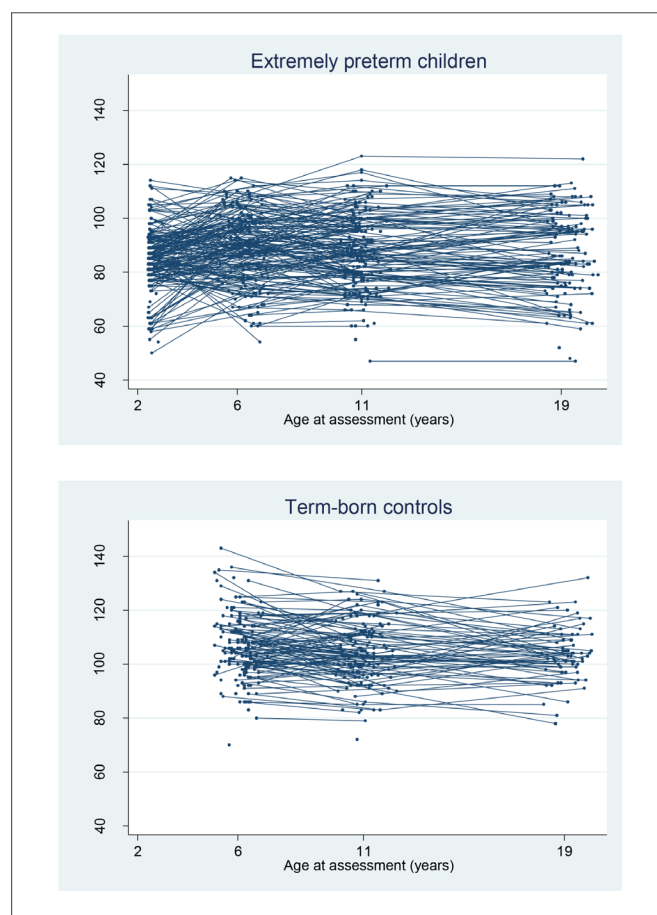 Extremely preterm children
140
120
100
80
60
40
2 6 11 19
Age at assessment (years)
Term-born controls
140
120
100
80
60
40
2 6 11 19
Age at assessment (years)